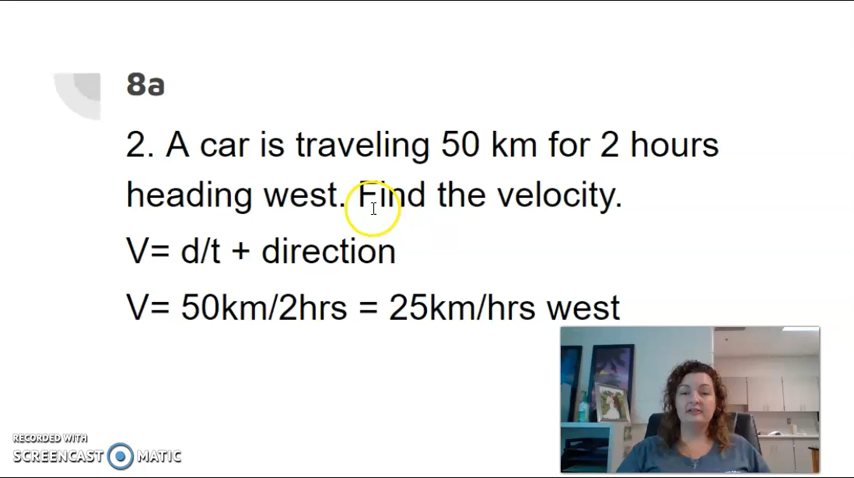 8a
2. A car is traveling 50 km for 2 hours
heading west. Find the velocity.
V= d/t + direction
V= 50km/2hrs = 25km/hrs west
RECORDED WITH
SCREENCAST MATIC